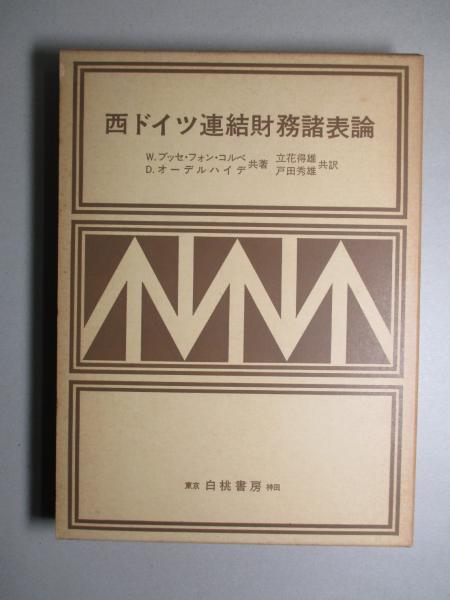 西ドイツ連結財務諸表論
W.ブッセ・フォン・コルベ
D.オーデルハイデ 共著
立花得雄
戸田秀雄 共訳
東京 白桃書房 神田